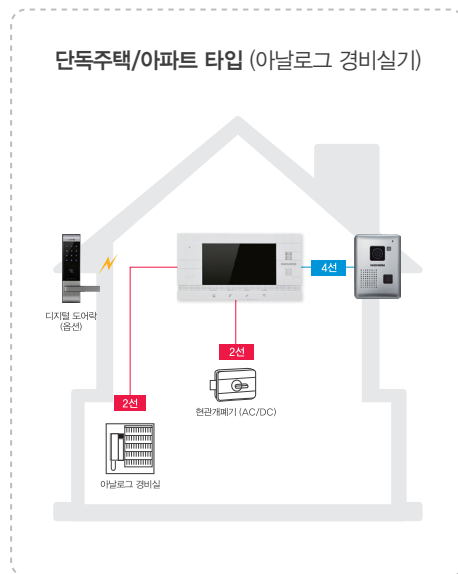 단독주택/아파트 타입 (아날로그 경비실기)
4선
디지털 도어락
(옵션)
2선
2선
현관개폐기 (AC/DC)
아날로그 경비실